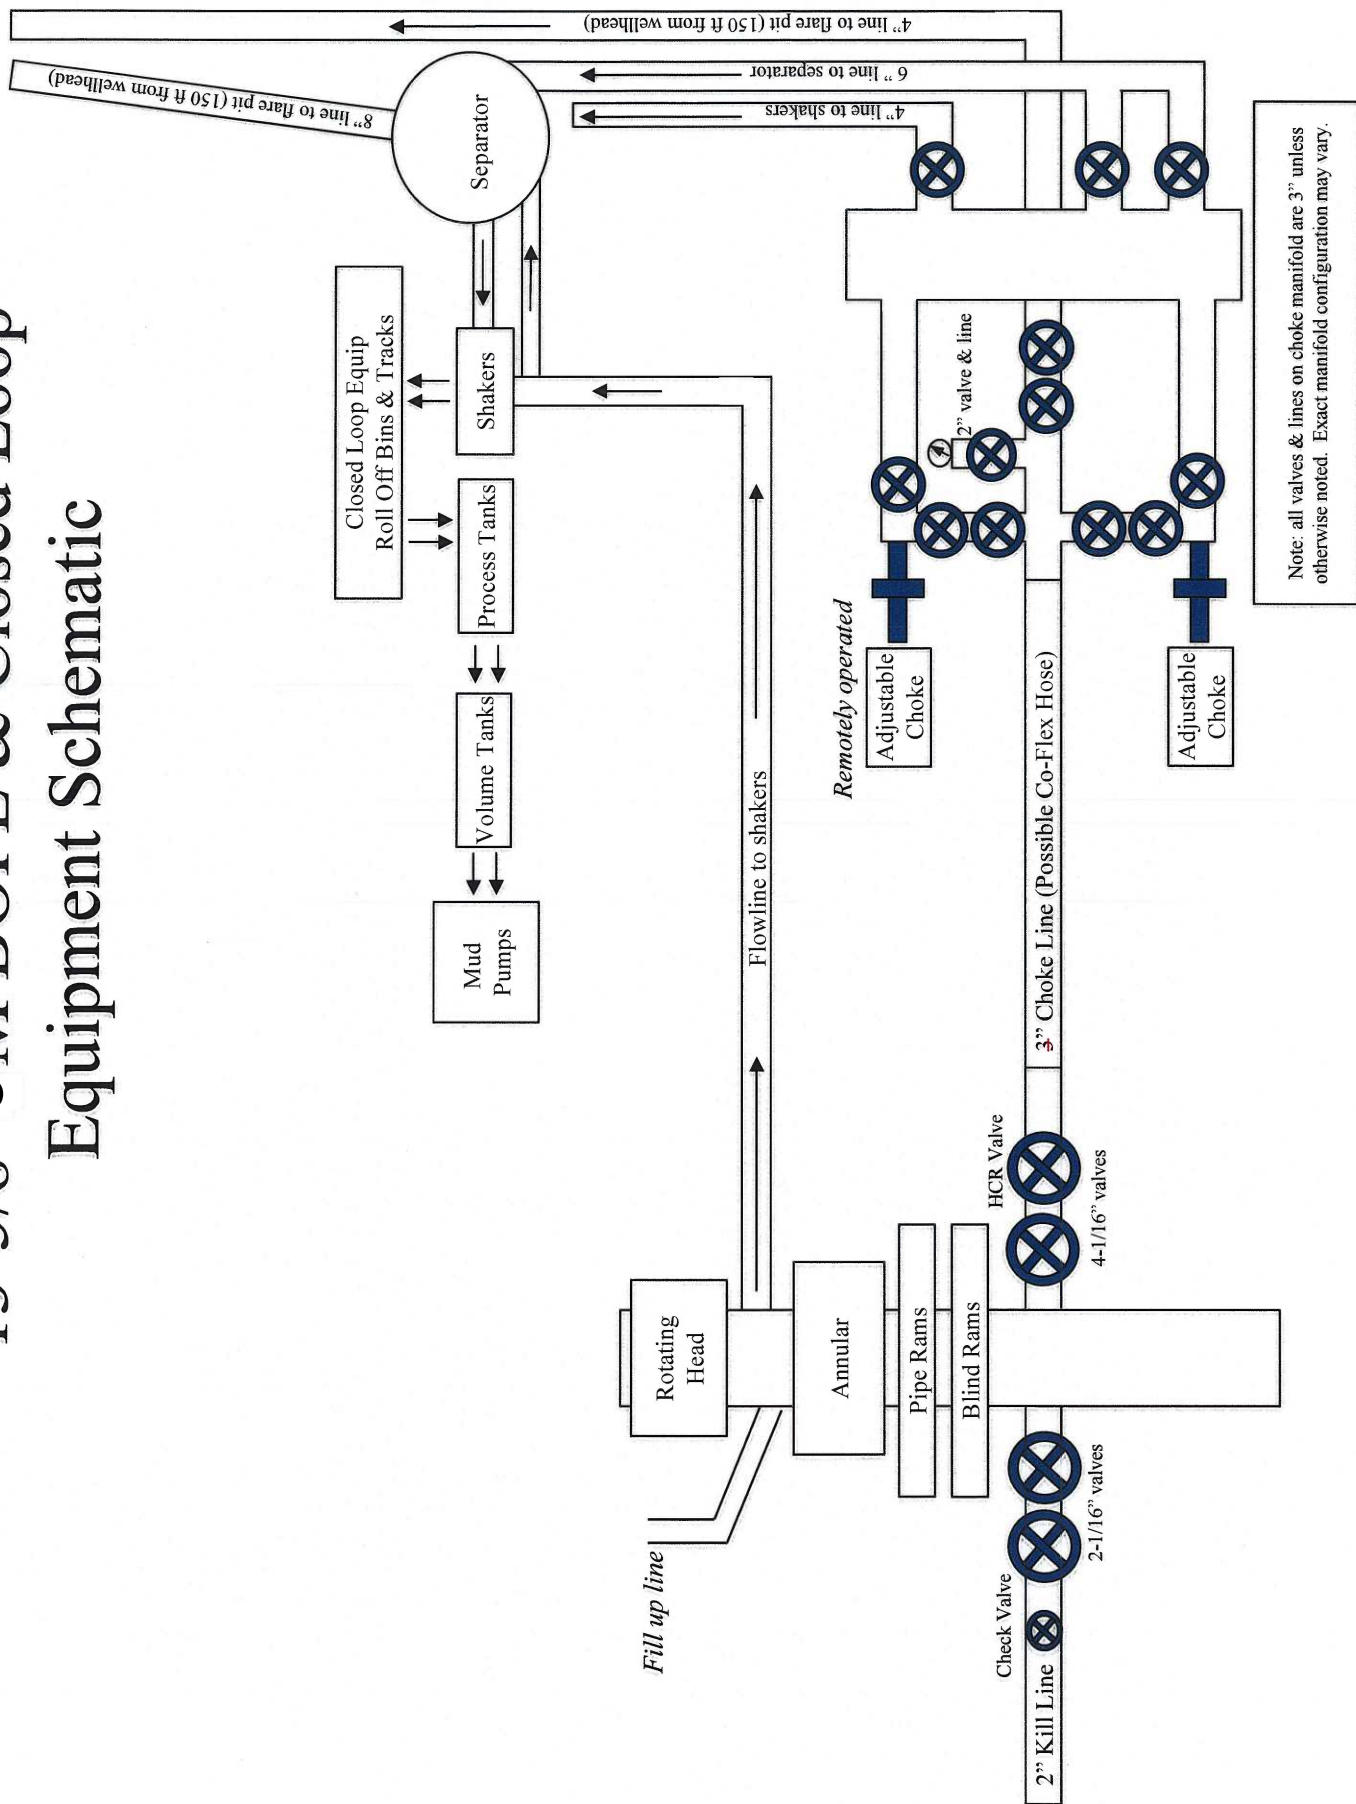 Equipment Schematic
Closed Loop Equip
Roll Off Bins & Tracks
Separator
Shakers
Process Tanks
Volume Tanks
Mud
Pumps
8” line to flare pit (150 ft from wellhead)
4” line to flare pit (150 ft from wellhead)
6” line to separator
4” line to shakers
Flowline to shakers
Rotating
Head
Fill up line
Annular
Pipe Rams
Blind Rams
Remotely operated
Adjustable
Choke
2” valve & line
HCR Valve
4-1/16” valves
3” Choke Line (Possible Co-Flex Hose)
Check Valve
2-1/16” valves
2” Kill Line
Adjustable
Choke
Note: all valves & lines on choke manifold are 3” unless
otherwise noted. Exact manifold configuration may vary.